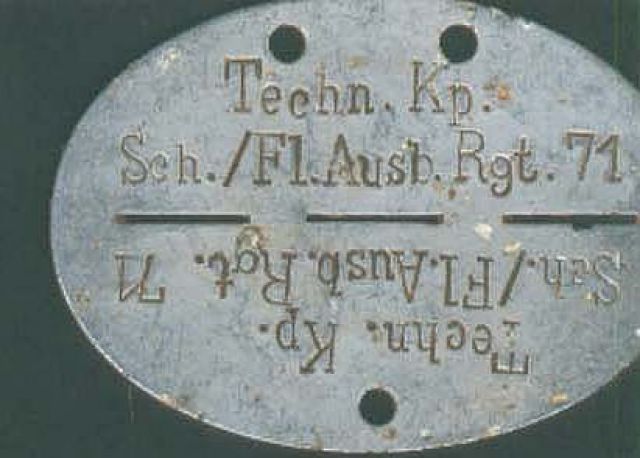 Techn. Kp.
Sch./Fl.Ausb.Rgt. 71.
Sch./Fl.Ausb.Rgt. 71
Techn. Kp.